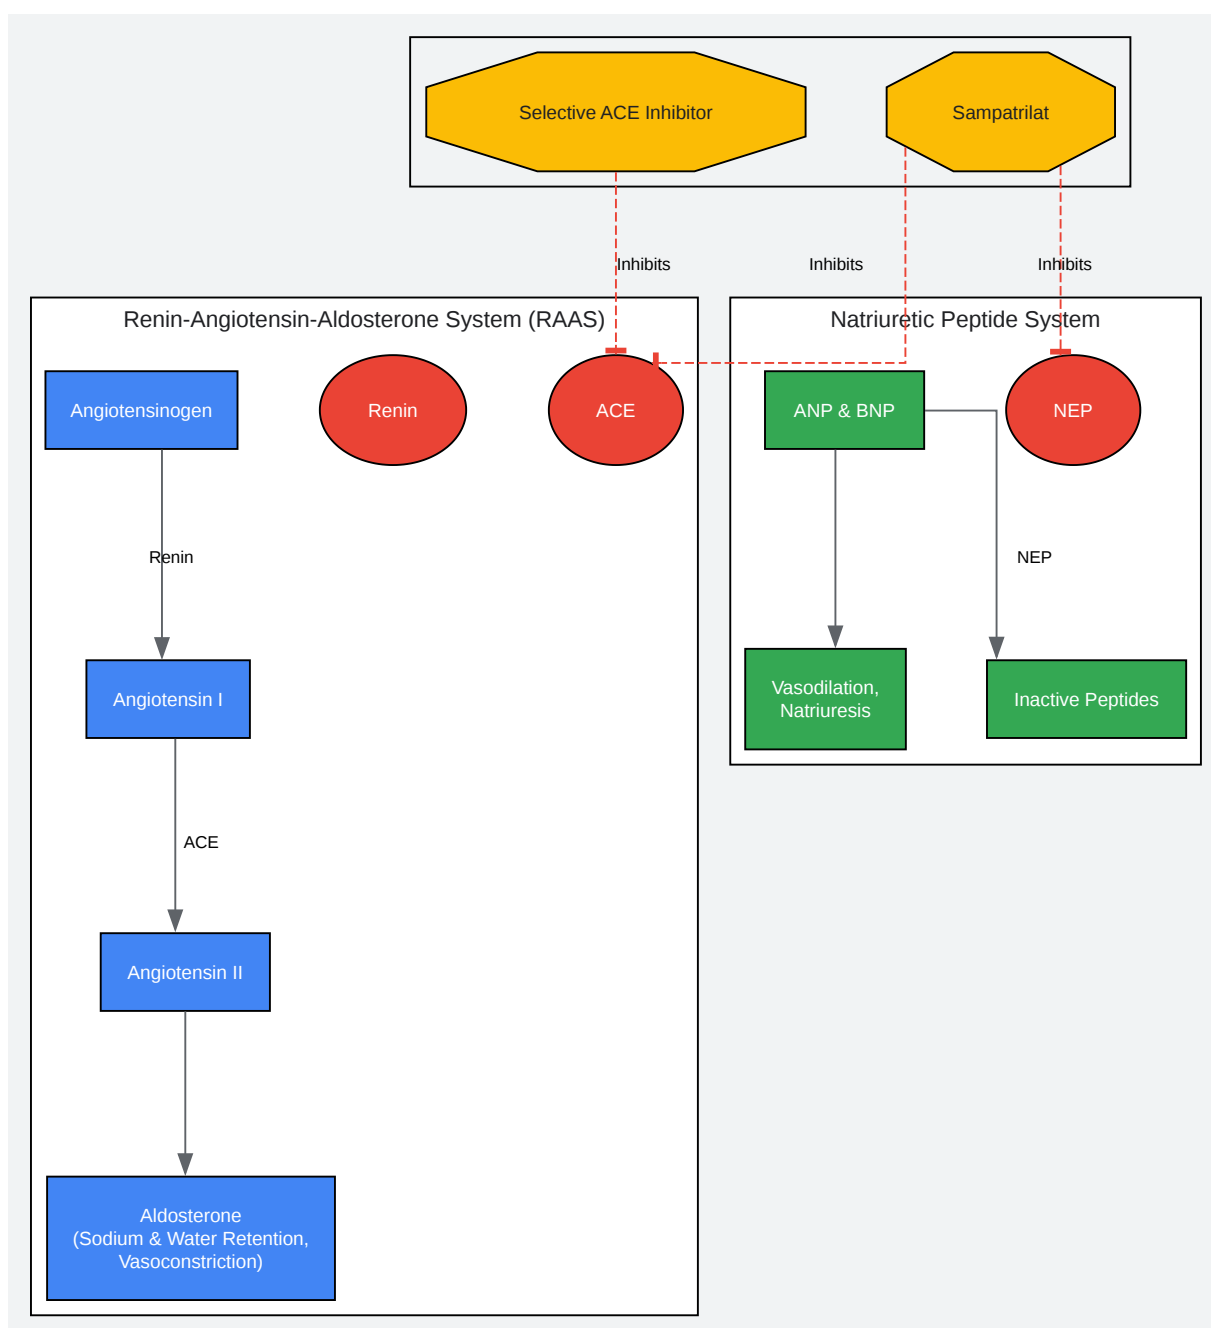 Selective ACE Inhibitor
Sampatrilat
Inhibits
Inhibits
Inhibits
Renin-Angiotensin-Aldosterone System (RAAS)
Natriuretic Peptide System
Angiotensinogen
Renin
ACE
ANP & BNP
NEP
Renin
NEP
Angiotensin I
Vasodilation,
Natriuresis
Inactive Peptides
ACE
Angiotensin II
Aldosterone
(Sodium & Water Retention,
Vasoconstriction)